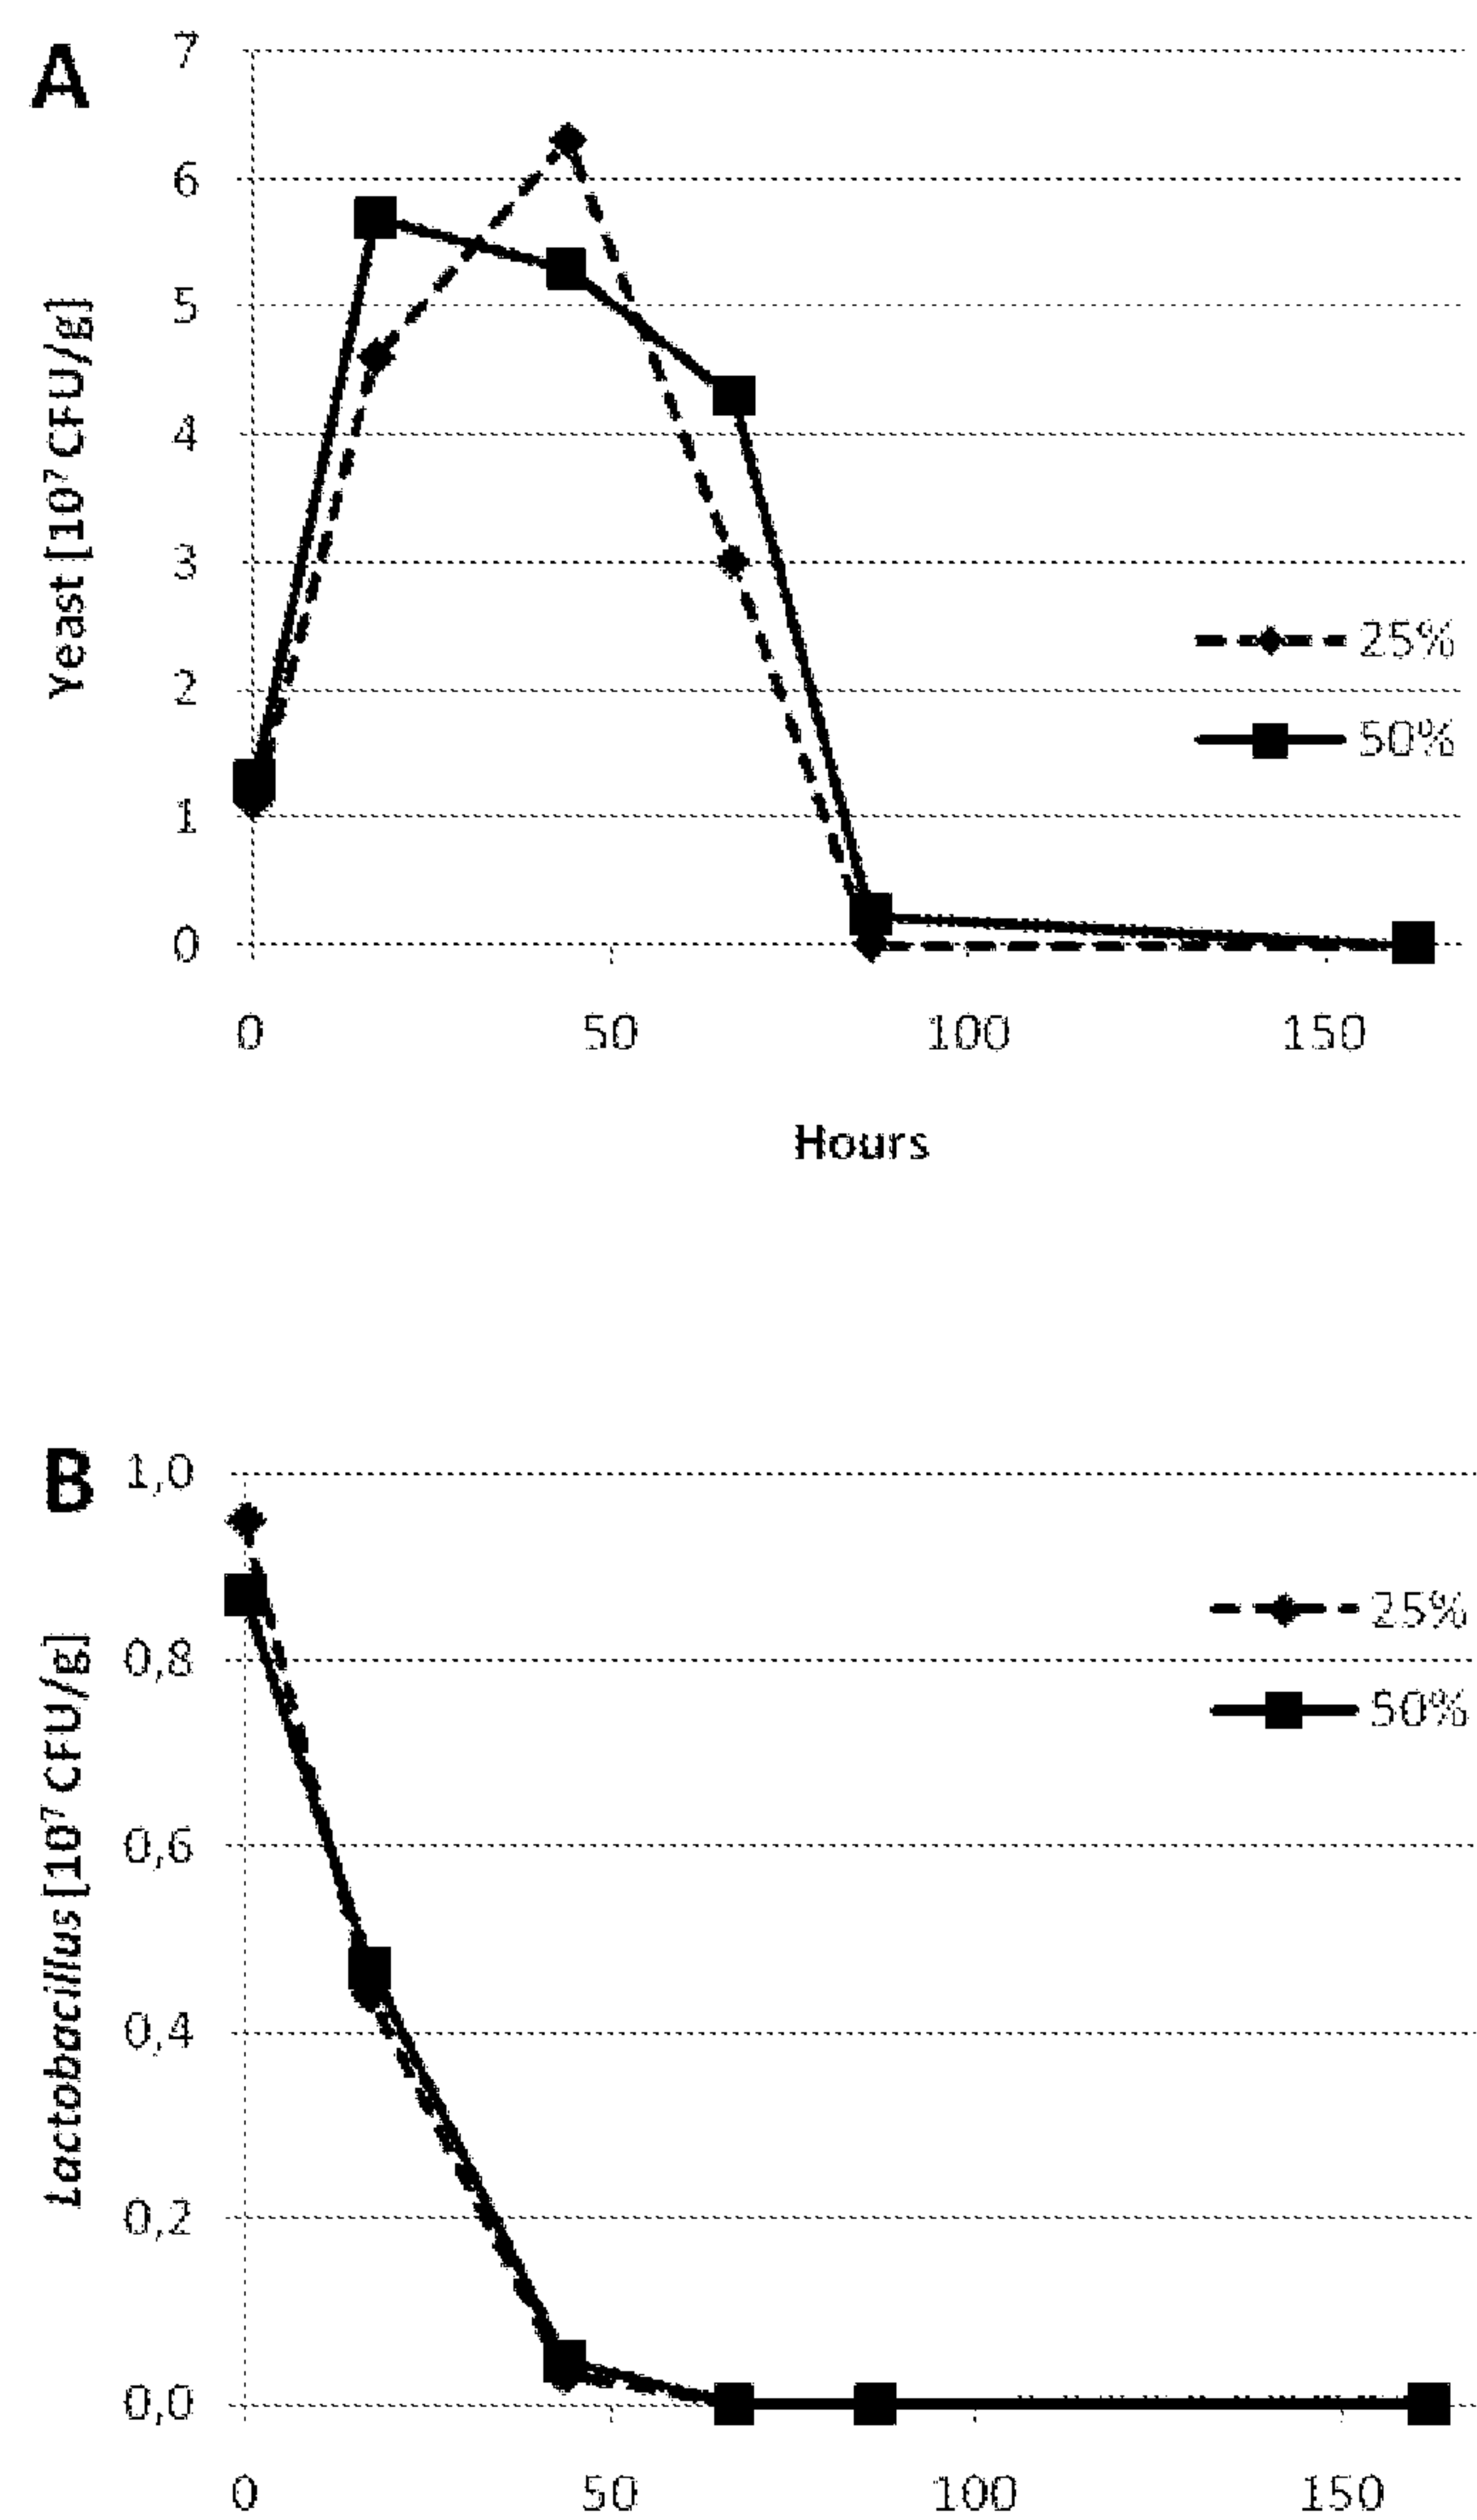 A
7
6
5
4
3
2
1
0
Yeast [10⁷ CFU/g]
25%
50%
0 50 100 150
Hours
B
1,0
0,8
0,6
0,4
0,2
0,0
Lactobacillus [10⁷ CFU/g]
25%
50%
0 50 100 150